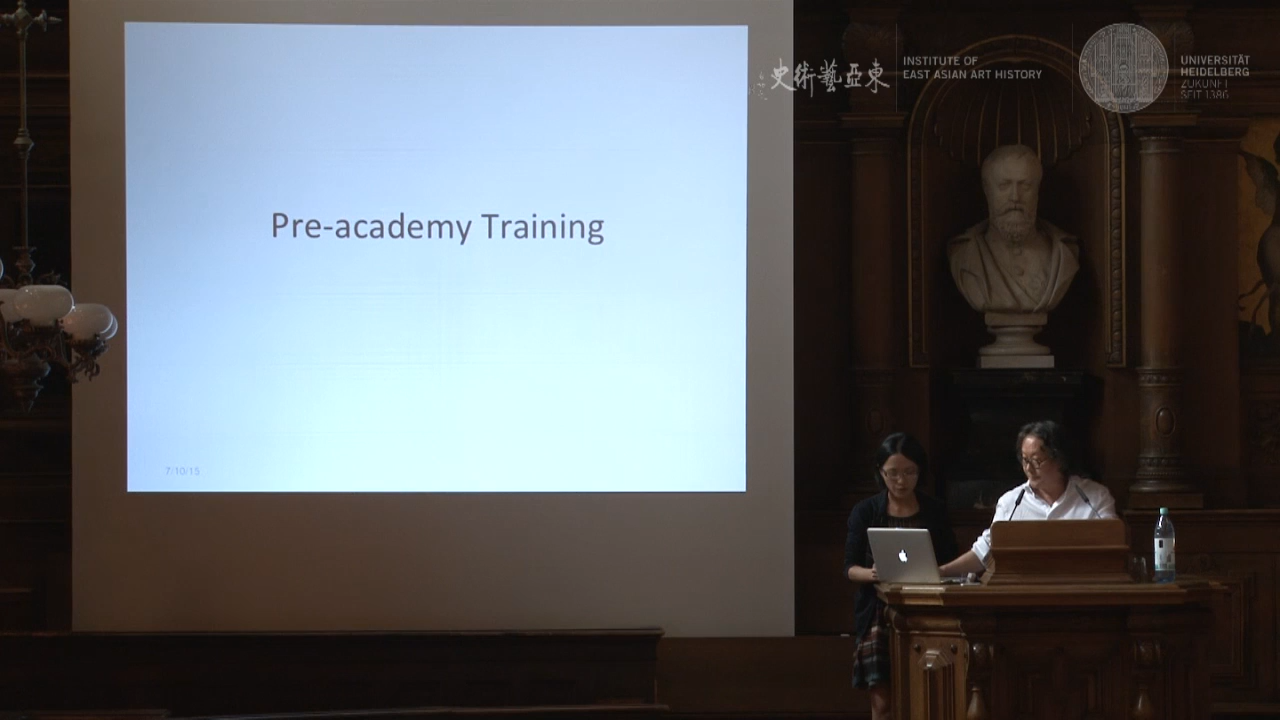 Pre-academy Training
7/10/15
史術藝亞東
INSTITUTE OF
EAST ASIAN ART HISTORY
UNIVERSITÄT
HEIDELBERG
ZUKUNFT
SEIT 1386